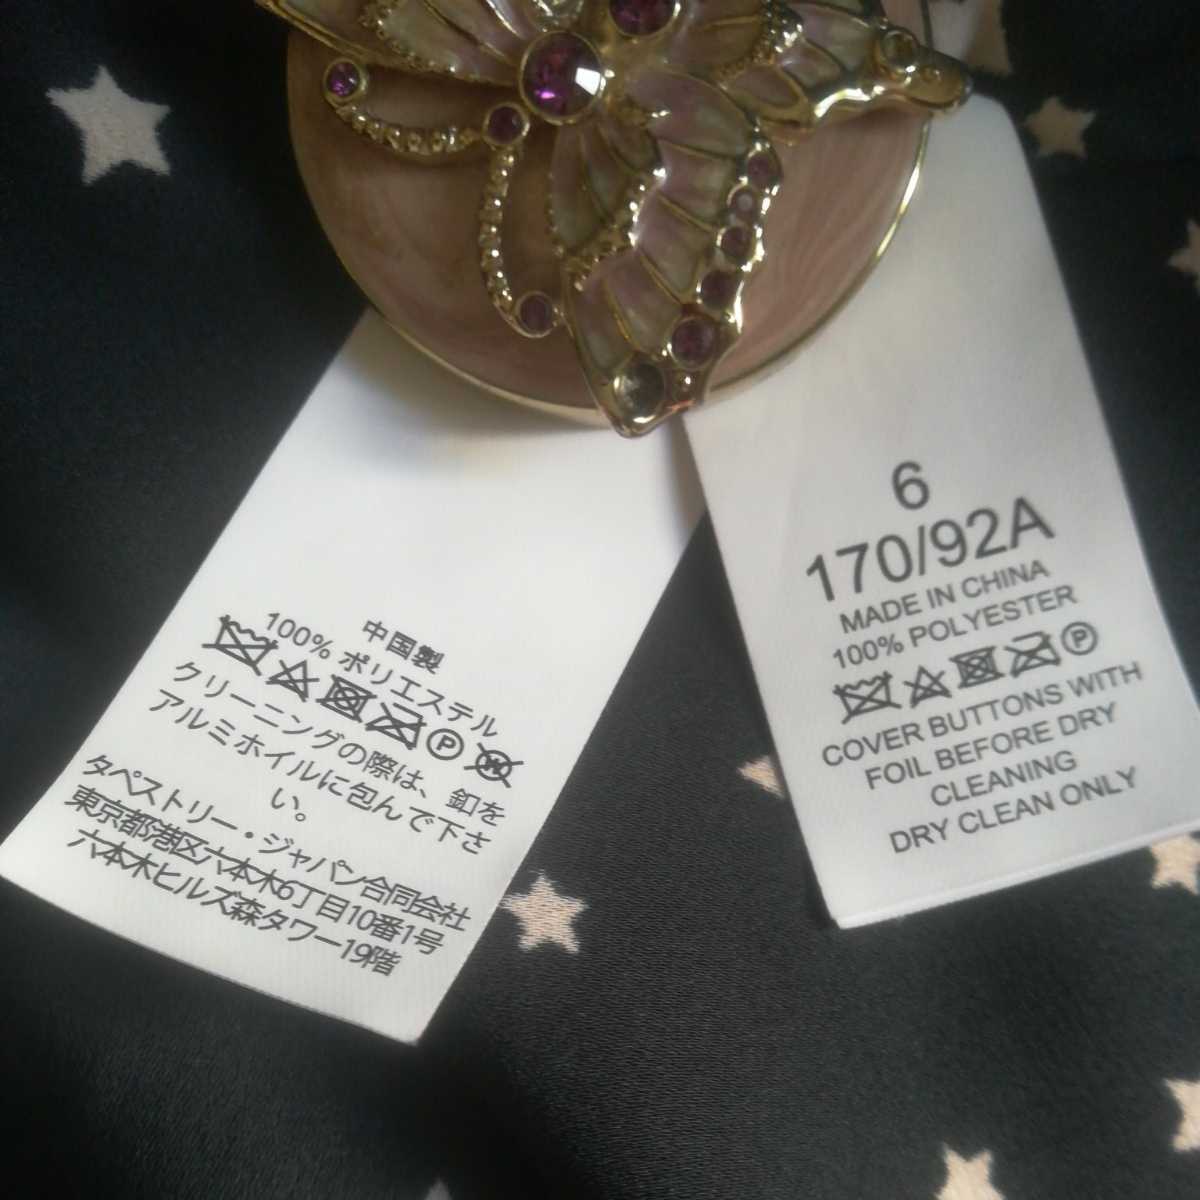 中国製
100% ポリエステル
クリーニングの際は、釦を
アルミホイルに包んで下さ
い。
タペストリー・ジャパン合同会社
東京都港区六本木6丁目10番1号
六本木ヒルズ森タワー19階
6
170/92A
MADE IN CHINA
100% POLYESTER
COVER BUTTONS WITH
FOIL BEFORE DRY
CLEANING
DRY CLEAN ONLY